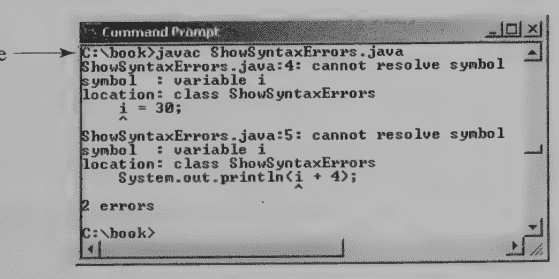 Command Prompt
C:\book>javac ShowSyntaxErrors.java
ShowSyntaxErrors.java:4: cannot resolve symbol
symbol  : variable i
location: class ShowSyntaxErrors
    i = 30;
    ^
ShowSyntaxErrors.java:5: cannot resolve symbol
symbol  : variable i
location: class ShowSyntaxErrors
    System.out.println(i + 4);
                       ^
2 errors
C:\book>